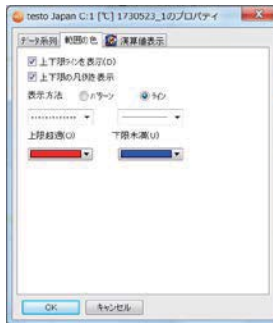 testo Japan C:1 [℃] 1730523_1のプロパティ
データ系列 範囲の色 演算値表示
上下限ラインを表示(D)
上下限の凡例を表示
表示方法 パターン ライン
上限超過(O) 下限未満(U)
OK キャンセル